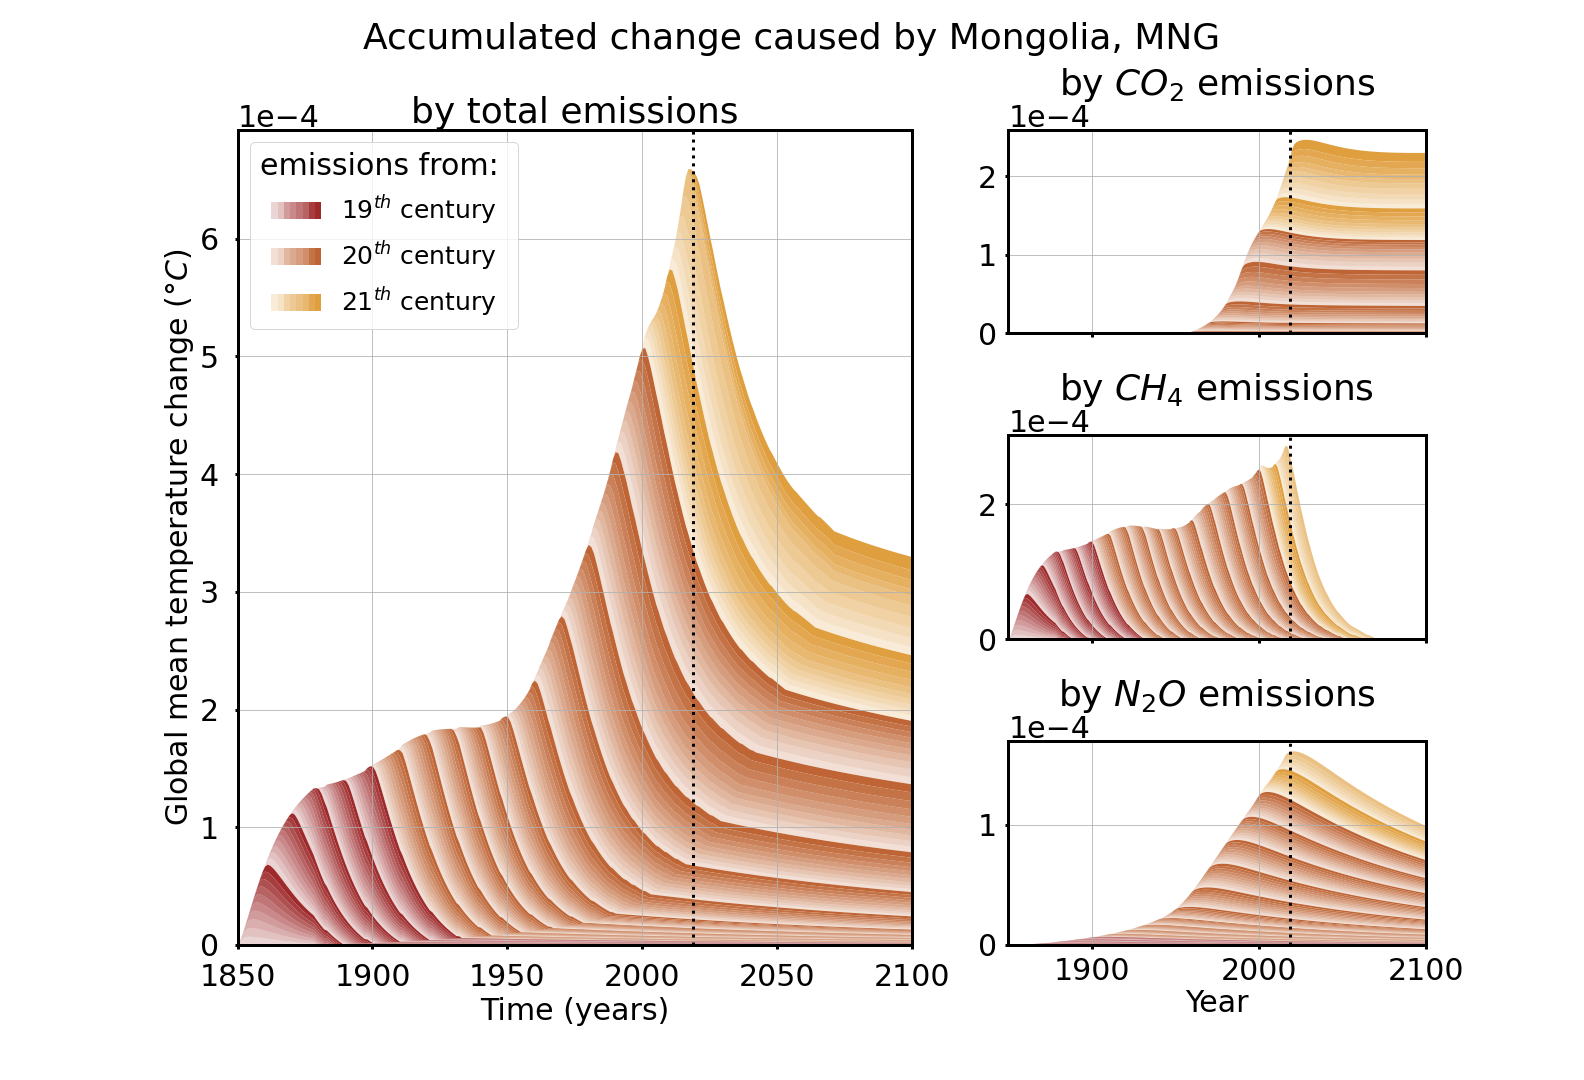 Accumulated change caused by Mongolia, MNG
by total emissions
1e−4
emissions from:
19th century
20th century
21th century
Global mean temperature change (°C)
6
5
4
3
2
1
0
1850 1900 1950 2000 2050 2100
Time (years)
by CO2 emissions
1e−4
2
1
0
by CH4 emissions
1e−4
2
0
by N2O emissions
1e−4
1
0
1900 2000 2100
Year